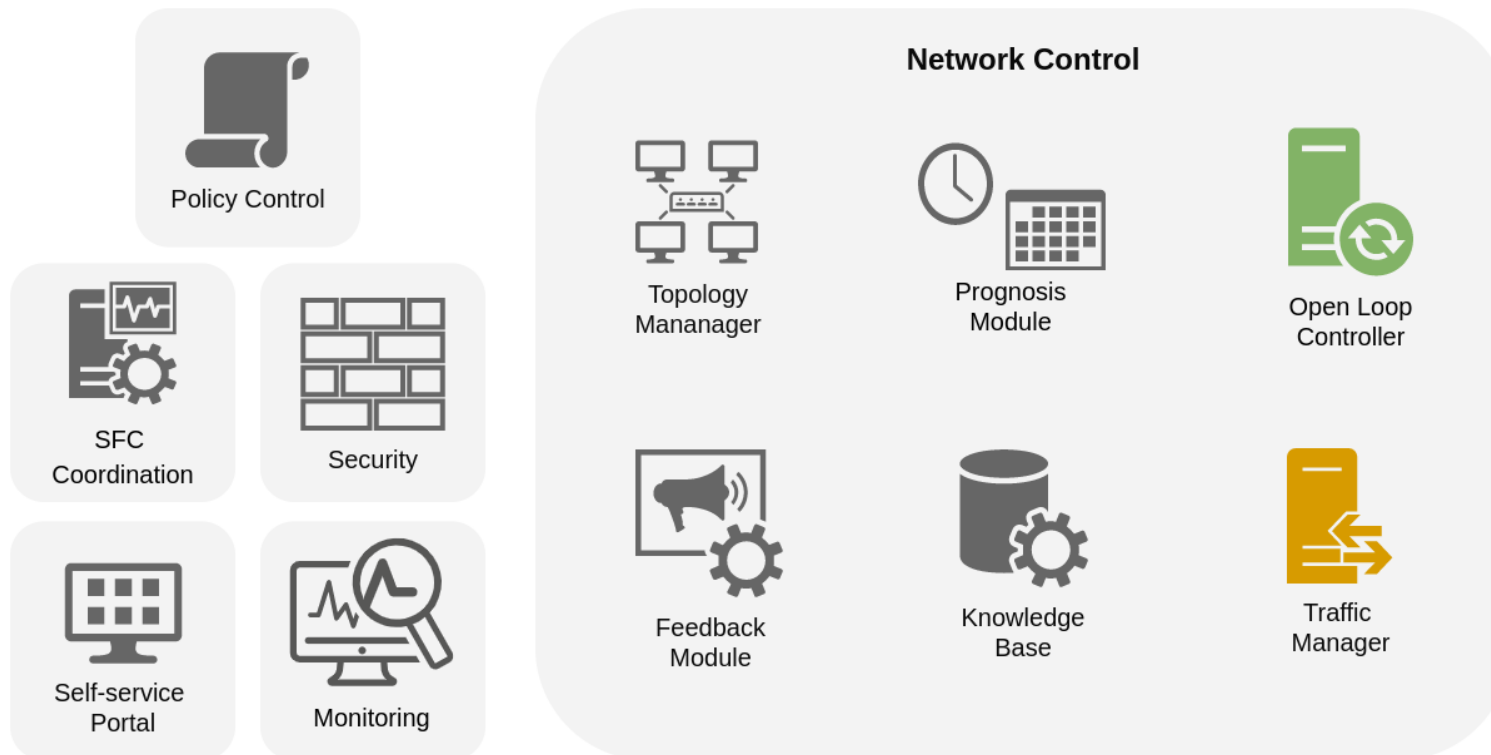 Policy Control
SFC
Coordination
Security
Self-service
Portal
Monitoring
Network Control
Topology
Mananager
Prognosis
Module
Open Loop
Controller
Feedback
Module
Knowledge
Base
Traffic
Manager